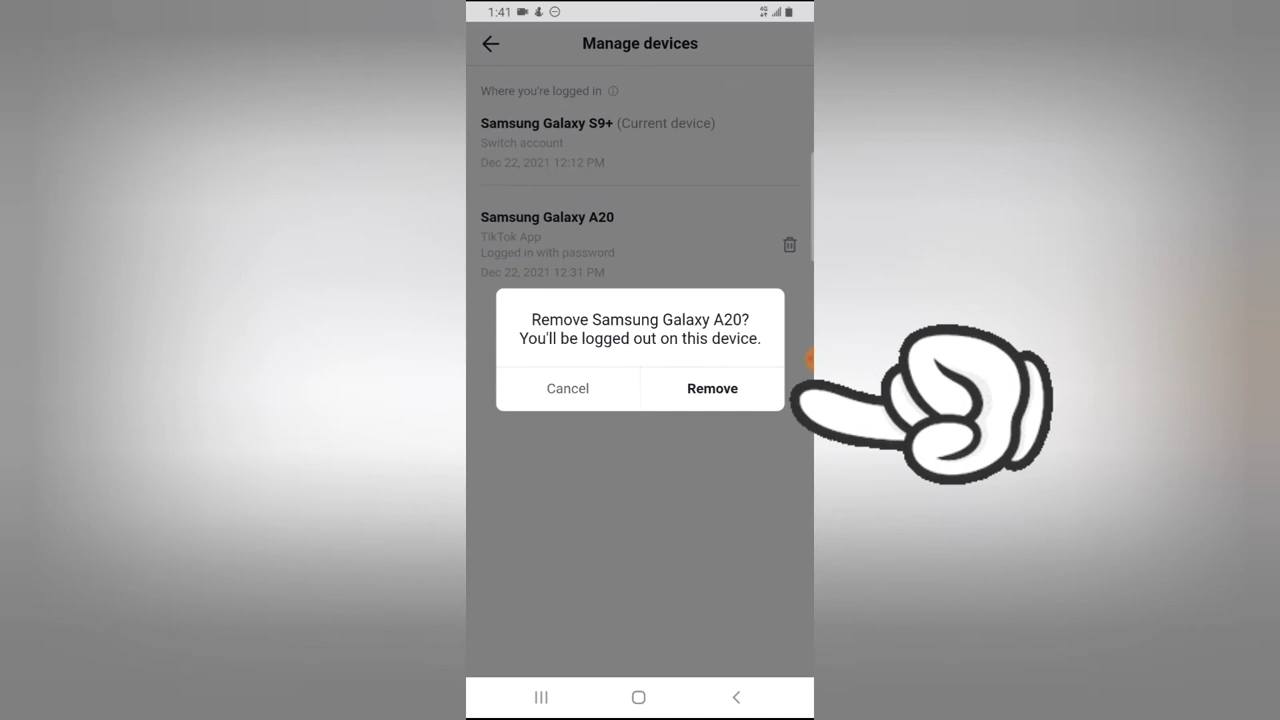 1:41
4G
Manage devices
Where you're logged in
Samsung Galaxy S9+ (Current device)
Switch account
Dec 22, 2021 12:12 PM
Samsung Galaxy A20
TikTok App
Logged in with password
Dec 22, 2021 12:31 PM
Remove Samsung Galaxy A20?
You'll be logged out on this device.
Cancel Remove